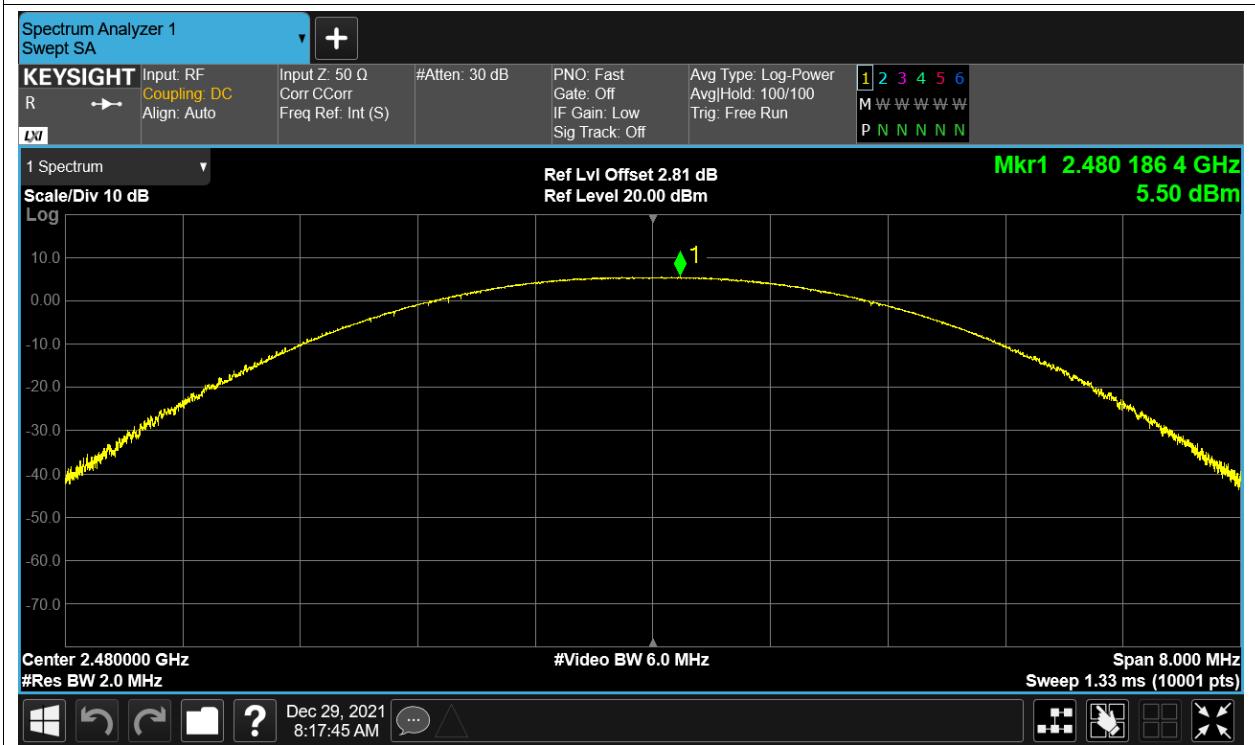 Spectrum Analyzer 1
Swept SA
KEYSIGHT
R
LXI
Input: RF
Coupling: DC
Align: Auto
Input Z: 50 Ω
Corr CCorr
Freq Ref: Int (S)
#Atten: 30 dB
PNO: Fast
Gate: Off
IF Gain: Low
Sig Track: Off
Avg Type: Log-Power
Avg|Hold: 100/100
Trig: Free Run
1 2 3 4 5 6
M W W W W W W
P N N N N N N
1 Spectrum
Scale/Div 10 dB
Log
Ref Lvl Offset 2.81 dB
Ref Level 20.00 dBm
Mkr1 2.480 186 4 GHz
5.50 dBm
1
10.0
0.00
-10.0
-20.0
-30.0
-40.0
-50.0
-60.0
-70.0
Center 2.480000 GHz
#Video BW 6.0 MHz
Span 8.000 MHz
#Res BW 2.0 MHz
Sweep 1.33 ms (10001 pts)
?
Dec 29, 2021
8:17:45 AM